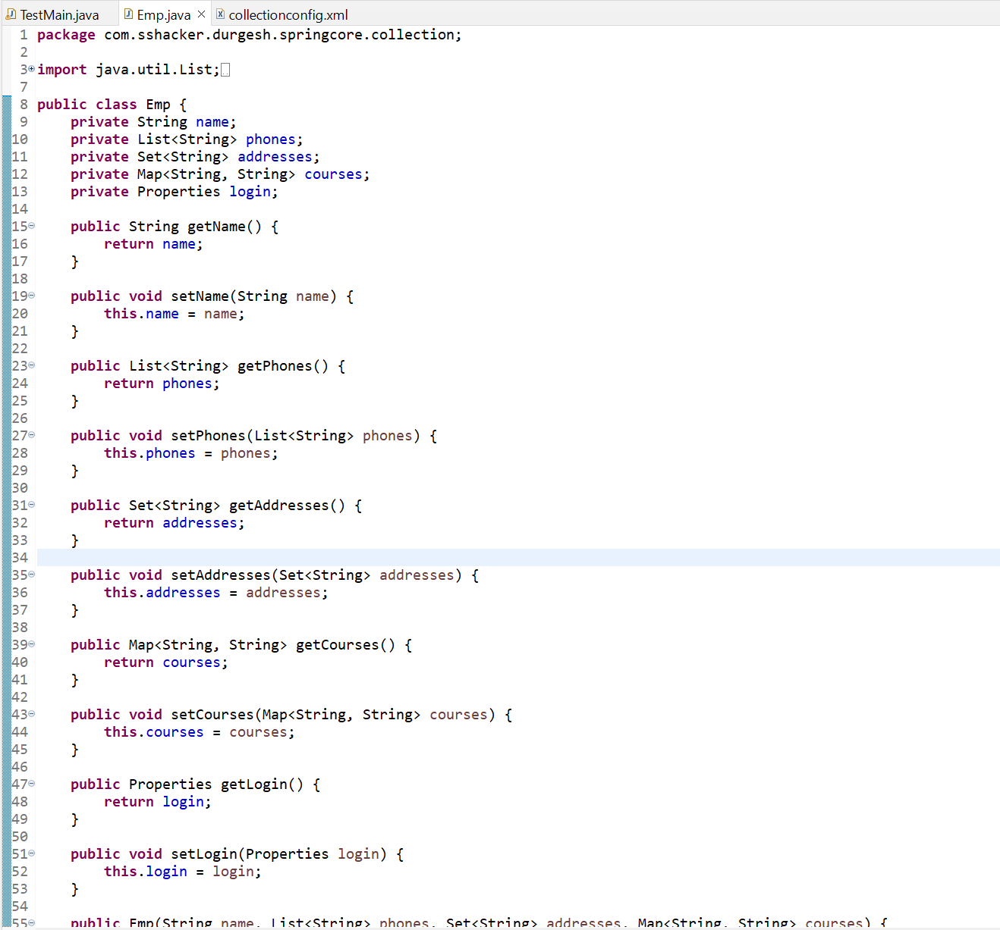 TestMain.java Emp.java collectionconfig.xml
1 package com.sshacker.durgesh.springcore.collection;
2
3 import java.util.List;
7
8 public class Emp {
9     private String name;
10     private List<String> phones;
11     private Set<String> addresses;
12     private Map<String, String> courses;
13     private Properties login;
14
15     public String getName() {
16         return name;
17     }
18
19     public void setName(String name) {
20         this.name = name;
21     }
22
23     public List<String> getPhones() {
24         return phones;
25     }
26
27     public void setPhones(List<String> phones) {
28         this.phones = phones;
29     }
30
31     public Set<String> getAddresses() {
32         return addresses;
33     }
34
35     public void setAddresses(Set<String> addresses) {
36         this.addresses = addresses;
37     }
38
39     public Map<String, String> getCourses() {
40         return courses;
41     }
42
43     public void setCourses(Map<String, String> courses) {
44         this.courses = courses;
45     }
46
47     public Properties getLogin() {
48         return login;
49     }
50
51     public void setLogin(Properties login) {
52         this.login = login;
53     }
54
55     public Emp(String name, List<String> phones, Set<String> addresses, Map<String, String> courses) {